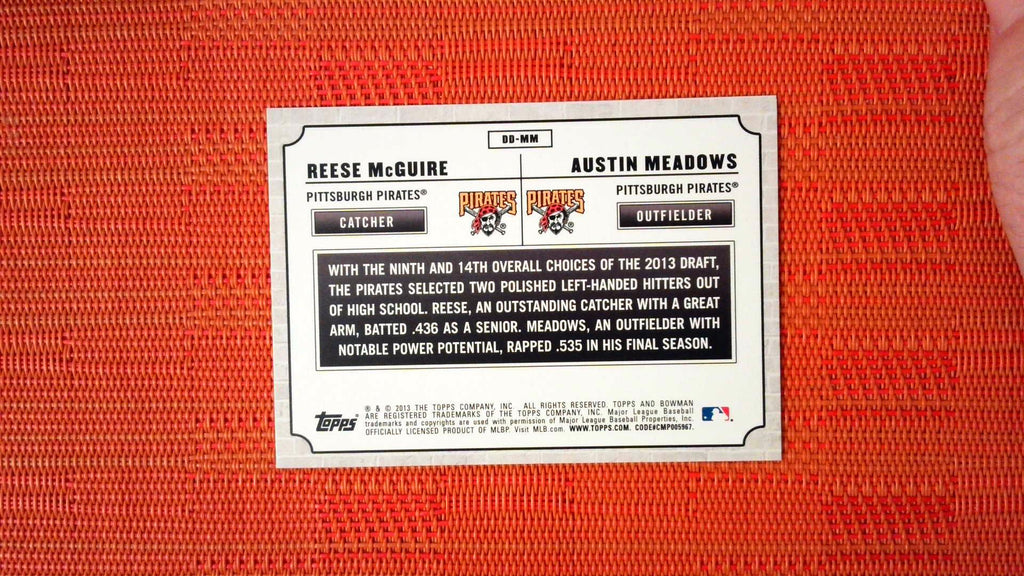 DD-MM
REESE McGUIRE
AUSTIN MEADOWS
PITTSBURGH PIRATES®
PITTSBURGH PIRATES®
CATCHER
OUTFIELDER
PIRATES ®
PIRATES ®
WITH THE NINTH AND 14TH OVERALL CHOICES OF THE 2013 DRAFT,
THE PIRATES SELECTED TWO POLISHED LEFT-HANDED HITTERS OUT
OF HIGH SCHOOL. REESE, AN OUTSTANDING CATCHER WITH A GREAT
ARM, BATTED .436 AS A SENIOR. MEADOWS, AN OUTFIELDER WITH
NOTABLE POWER POTENTIAL, RAPPED .535 IN HIS FINAL SEASON.
Topps®
® & © 2013 THE TOPPS COMPANY, INC. ALL RIGHTS RESERVED. TOPPS AND BOWMAN
ARE REGISTERED TRADEMARKS OF THE TOPPS COMPANY, INC. Major League Baseball
trademarks and copyrights are used with permission of Major League Baseball Properties, Inc.
OFFICIALLY LICENSED PRODUCT OF MLBP. Visit MLB.com. WWW.TOPPS.COM. CODE#CMP005967.